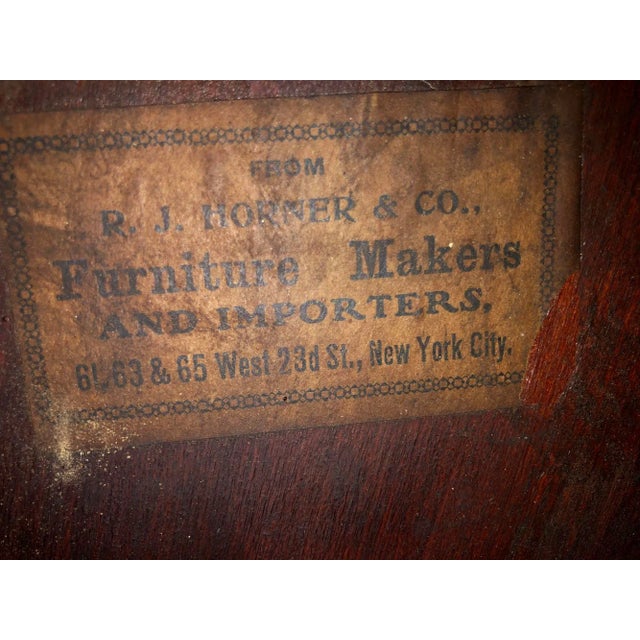 FROM
R. J. HORNER & CO.,
Furniture Makers
AND IMPORTERS,
61, 63 & 65 West 23d St., New York City.